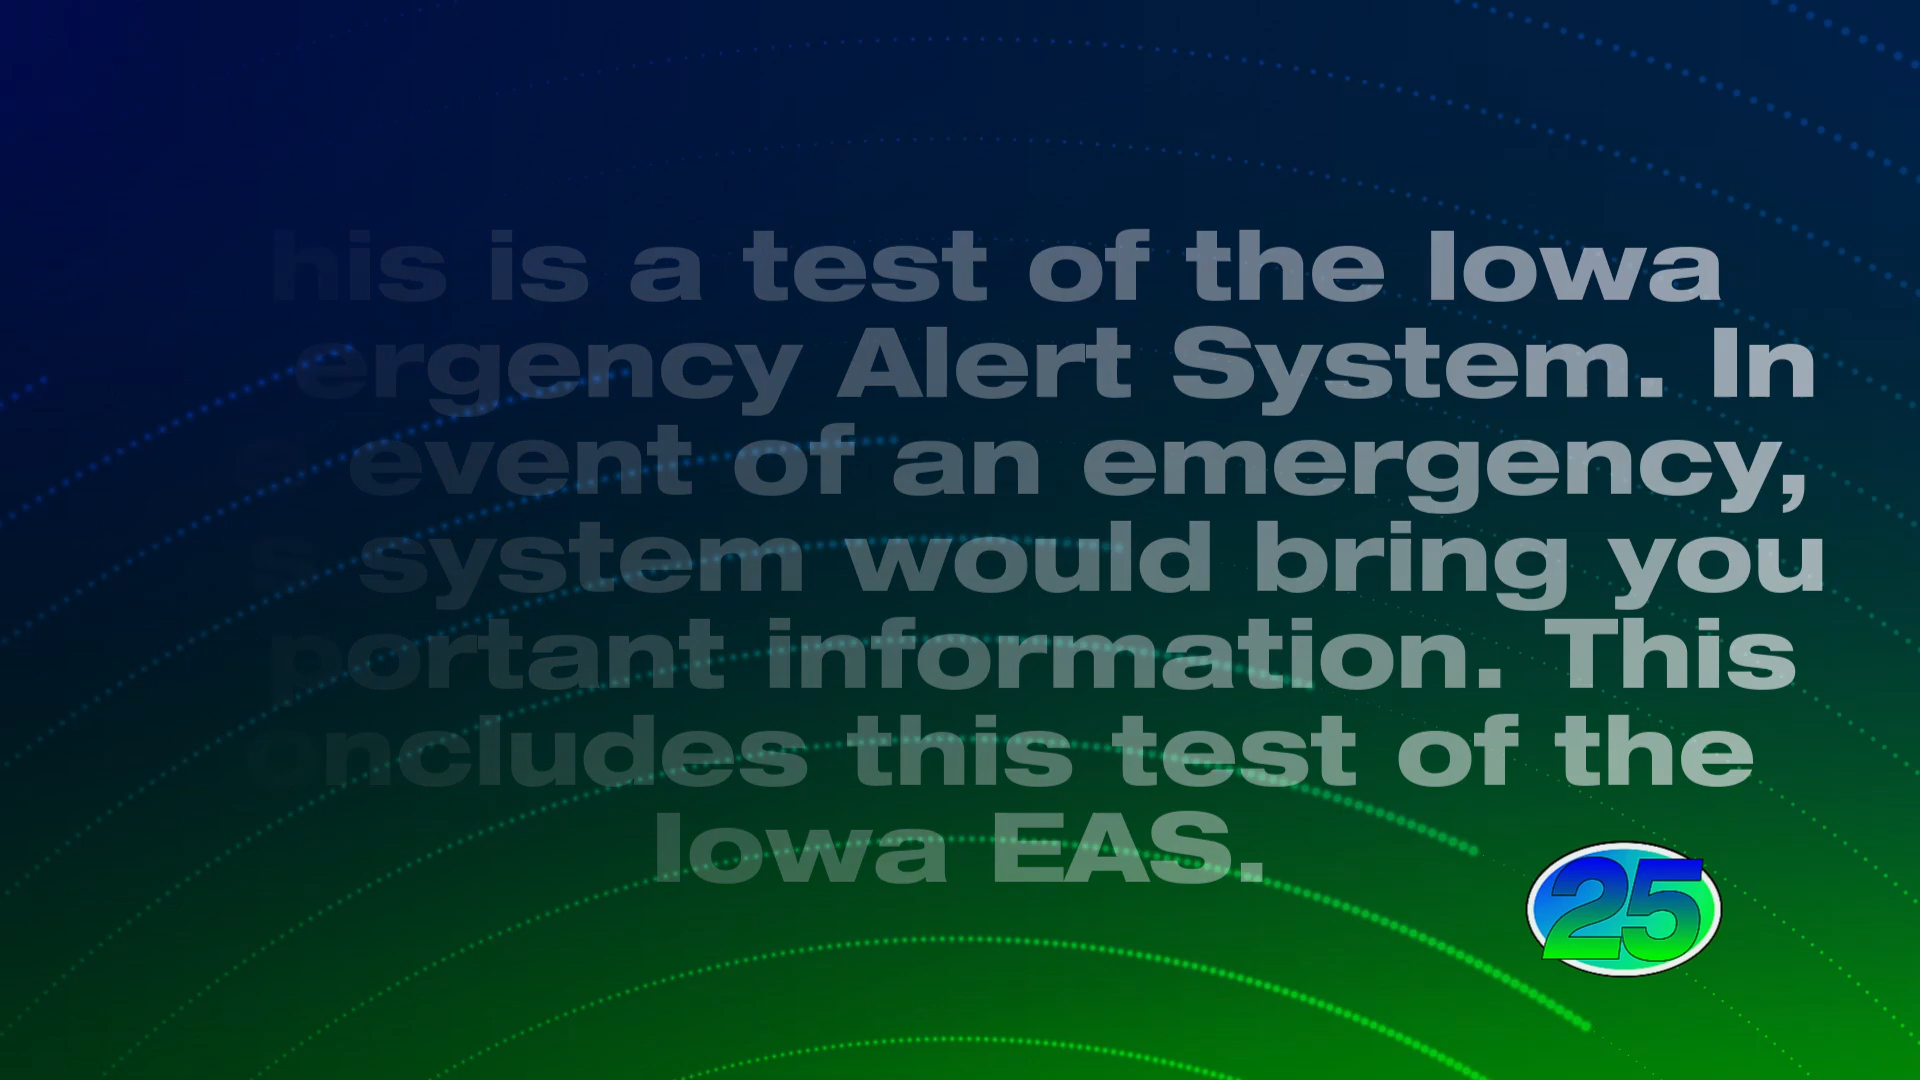 his is a test of the Iowa
ergency Alert System. In
e event of an emergency,
s system would bring you
portant information. This
oncludes this test of the
Iowa EAS.
25